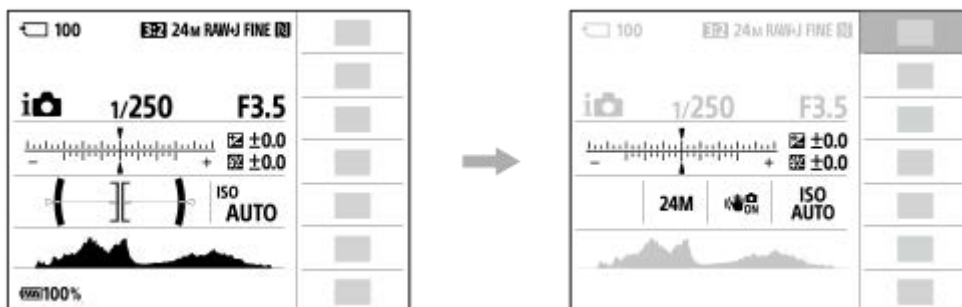 100 3:2 24M RAW+J FINE N
i 1/250 F3.5
±0.0
- + ±0.0
ISO
AUTO
100%
100 3:2 24M RAW+J FINE N
i 1/250 F3.5
±0.0
- + ±0.0
24M ON ISO
AUTO